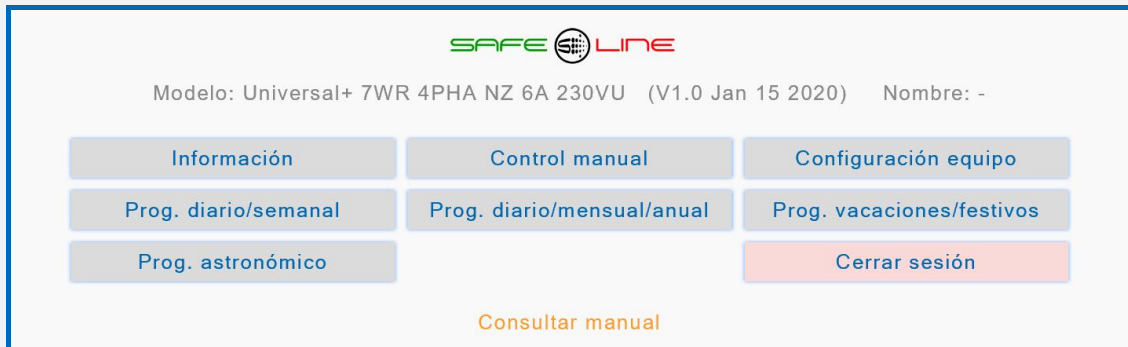 SAFE LINE
Modelo: Universal+ 7WR 4PHA NZ 6A 230VU (V1.0 Jan 15 2020) Nombre: -
Información Control manual Configuración equipo
Prog. diario/semanal Prog. diario/mensual/anual Prog. vacaciones/festivos
Prog. astronómico Cerrar sesión
Consultar manual